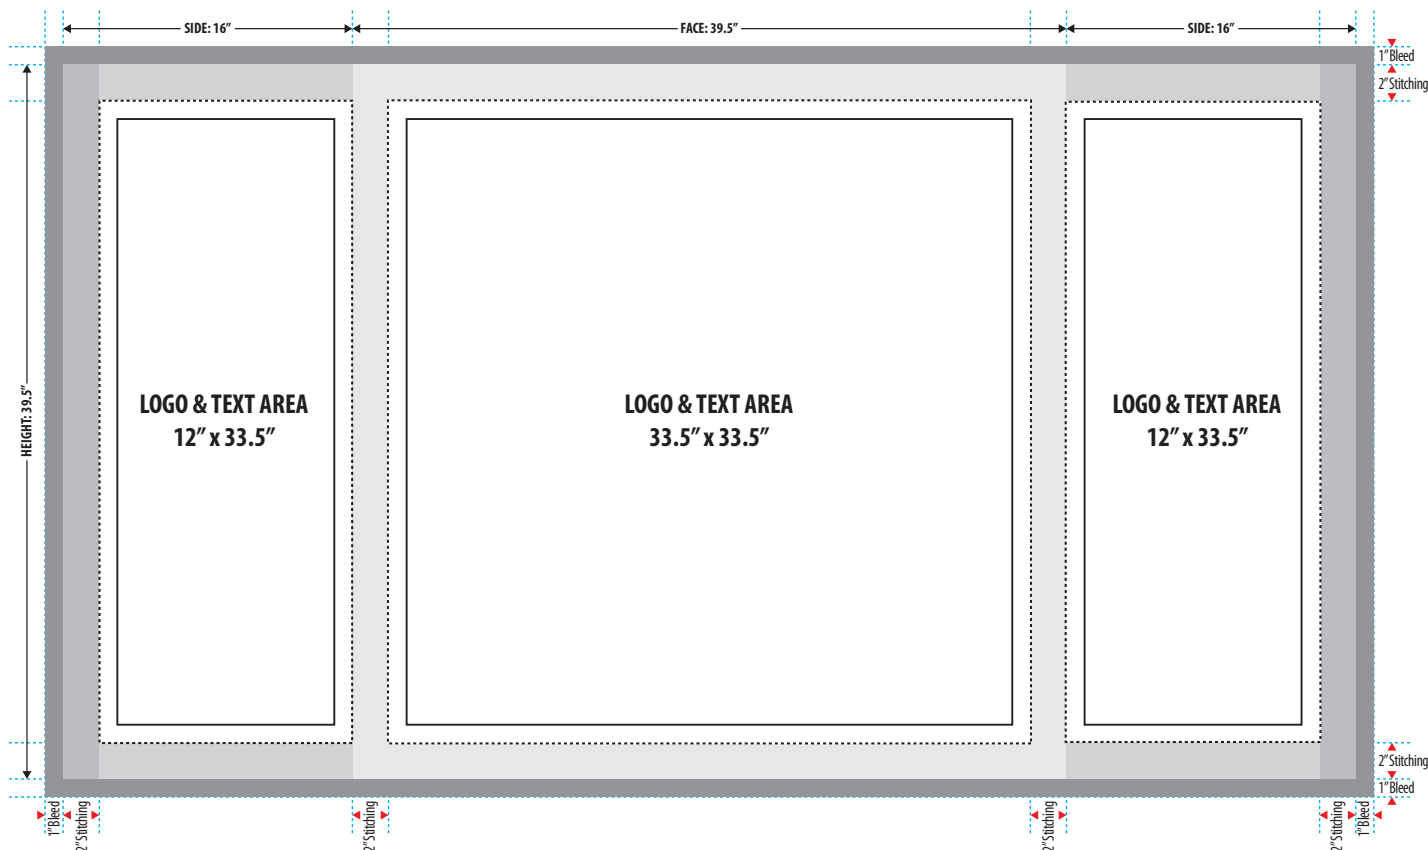 SIDE: 16”
FACE: 39.5”
SIDE: 16”
1” Bleed
2” Stitching
HEIGHT: 39.5”
LOGO & TEXT AREA
12” x 33.5”
LOGO & TEXT AREA
33.5” x 33.5”
LOGO & TEXT AREA
12” x 33.5”
2” Stitching
1” Bleed
1” Bleed
2” Stitching
2” Stitching
2” Stitching
2” Stitching
1” Bleed